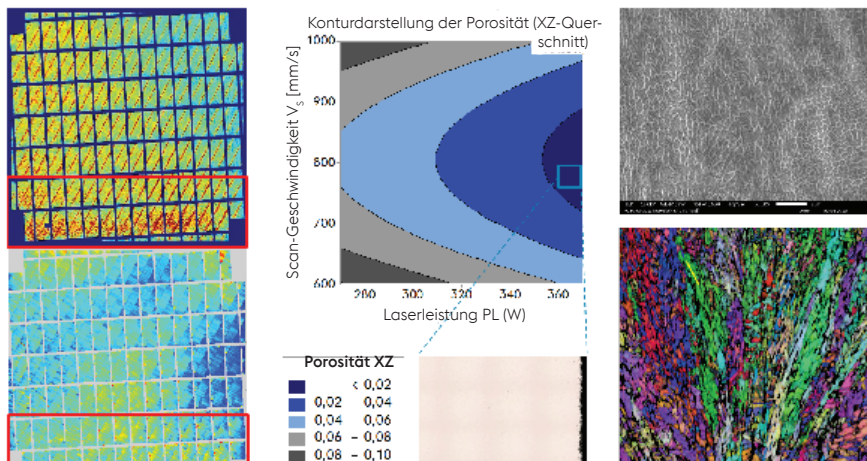 Konturdarstellung der Porosität (XZ-Quer-
schnitt)
Scan-Geschwindigkeit Vs [mm/s]
1000
900
800
700
600
280
300
320
340
360
Laserleistung PL (W)
Porosität XZ
< 0,02
0,02 0,04
0,04 0,06
0,06 – 0,08
0,08 – 0,10